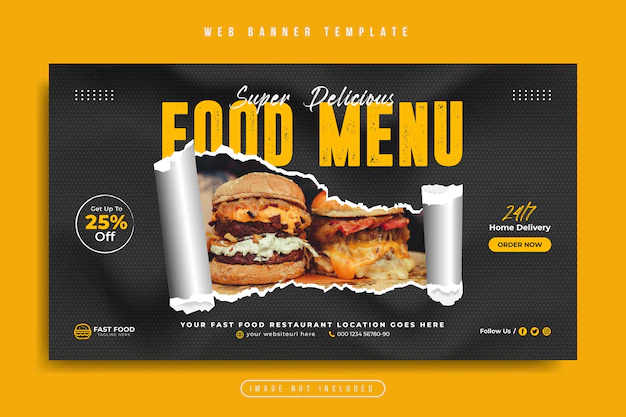 WEB BANNER TEMPLATE
Super Delicious
FOOD MENU
Get Up To
25%
Off
24/7
Home Delivery
ORDER NOW
FAST FOOD
TAGLINE HERE
YOUR FAST FOOD RESTAURANT LOCATION GOES HERE
your websiteurl here
000 1234 56780-90
Follow Us /
IMAGE NOT INCLUDED